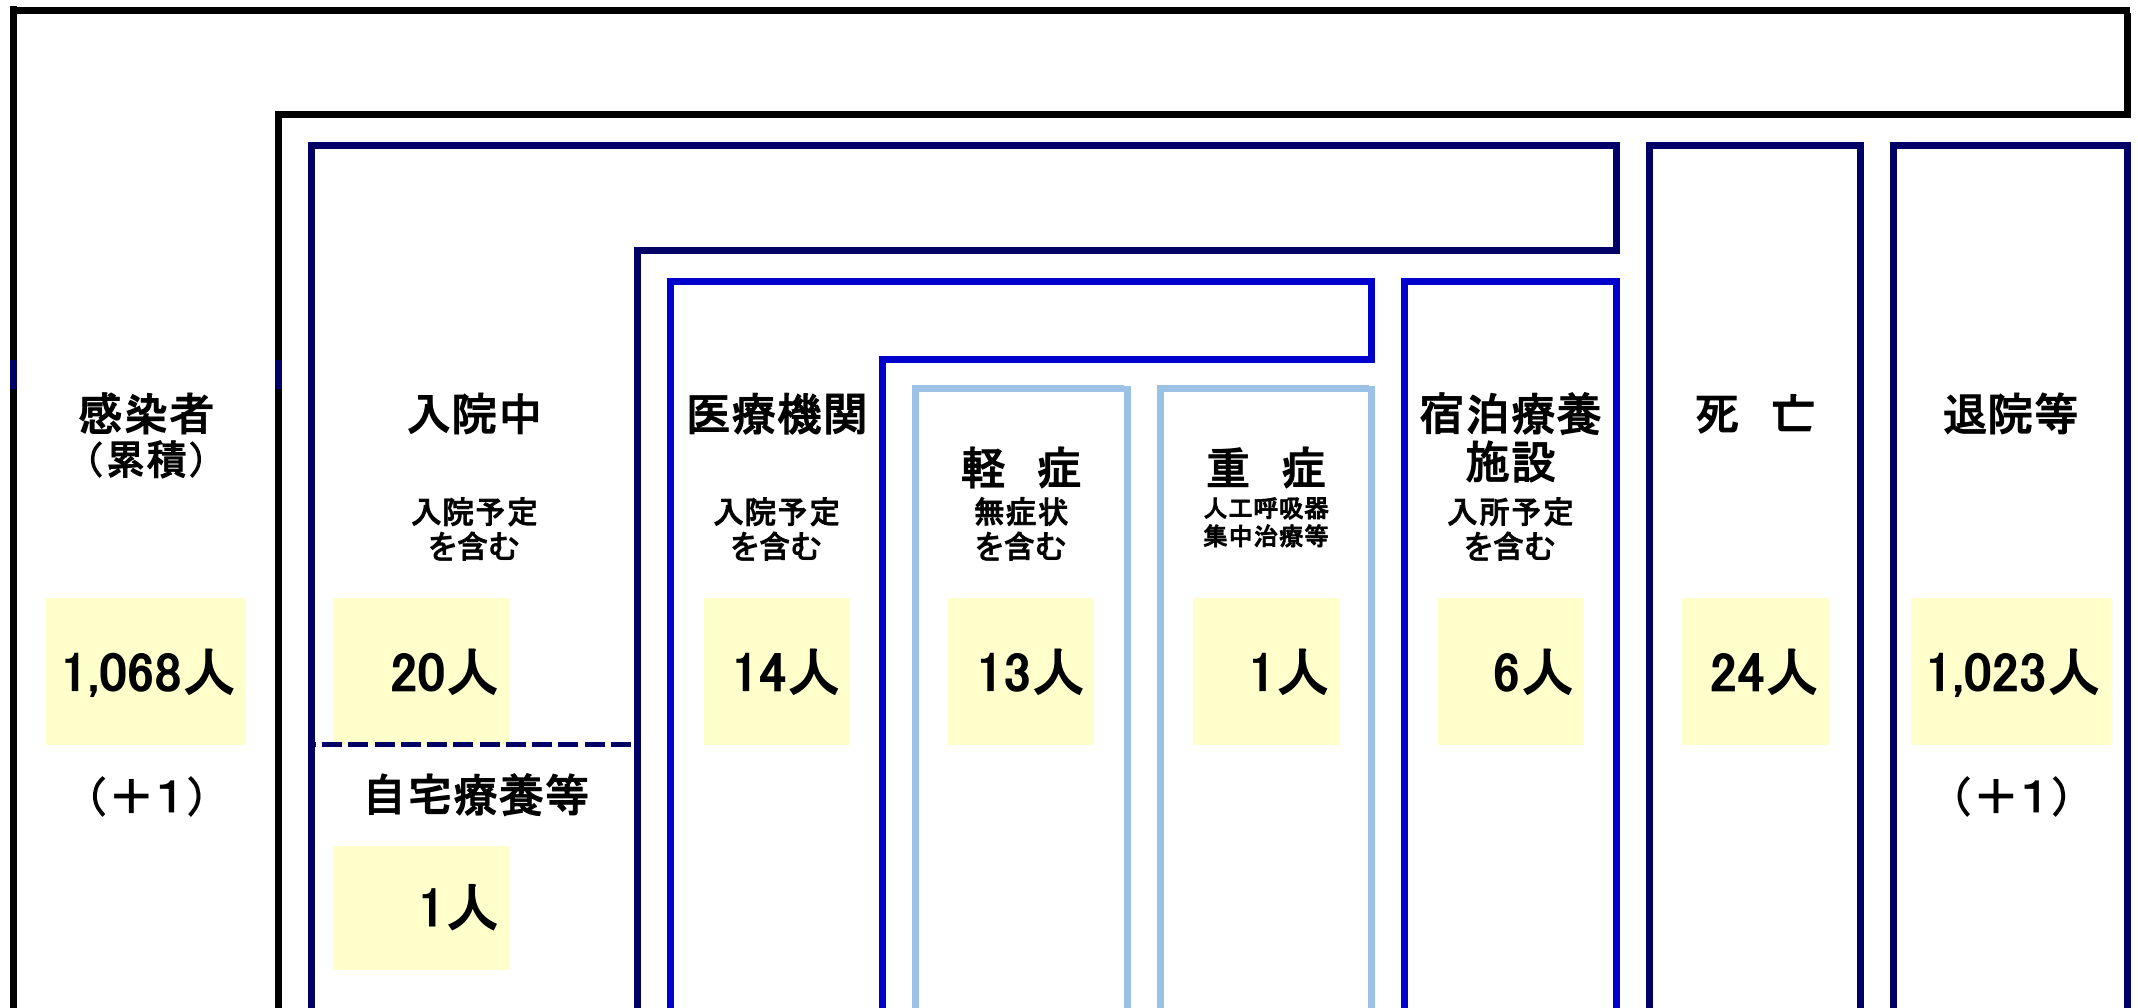 感染者
（累積）
1,068人
（＋１）
入院中
入院予定
を含む
20人
自宅療養等
1人
医療機関
入院予定
を含む
14人
軽　症
無症状
を含む
13人
重　症
人工呼吸器
集中治療等
1人
宿泊療養
施設
入所予定
を含む
6人
死　亡
24人
退院等
1,023人
（＋１）